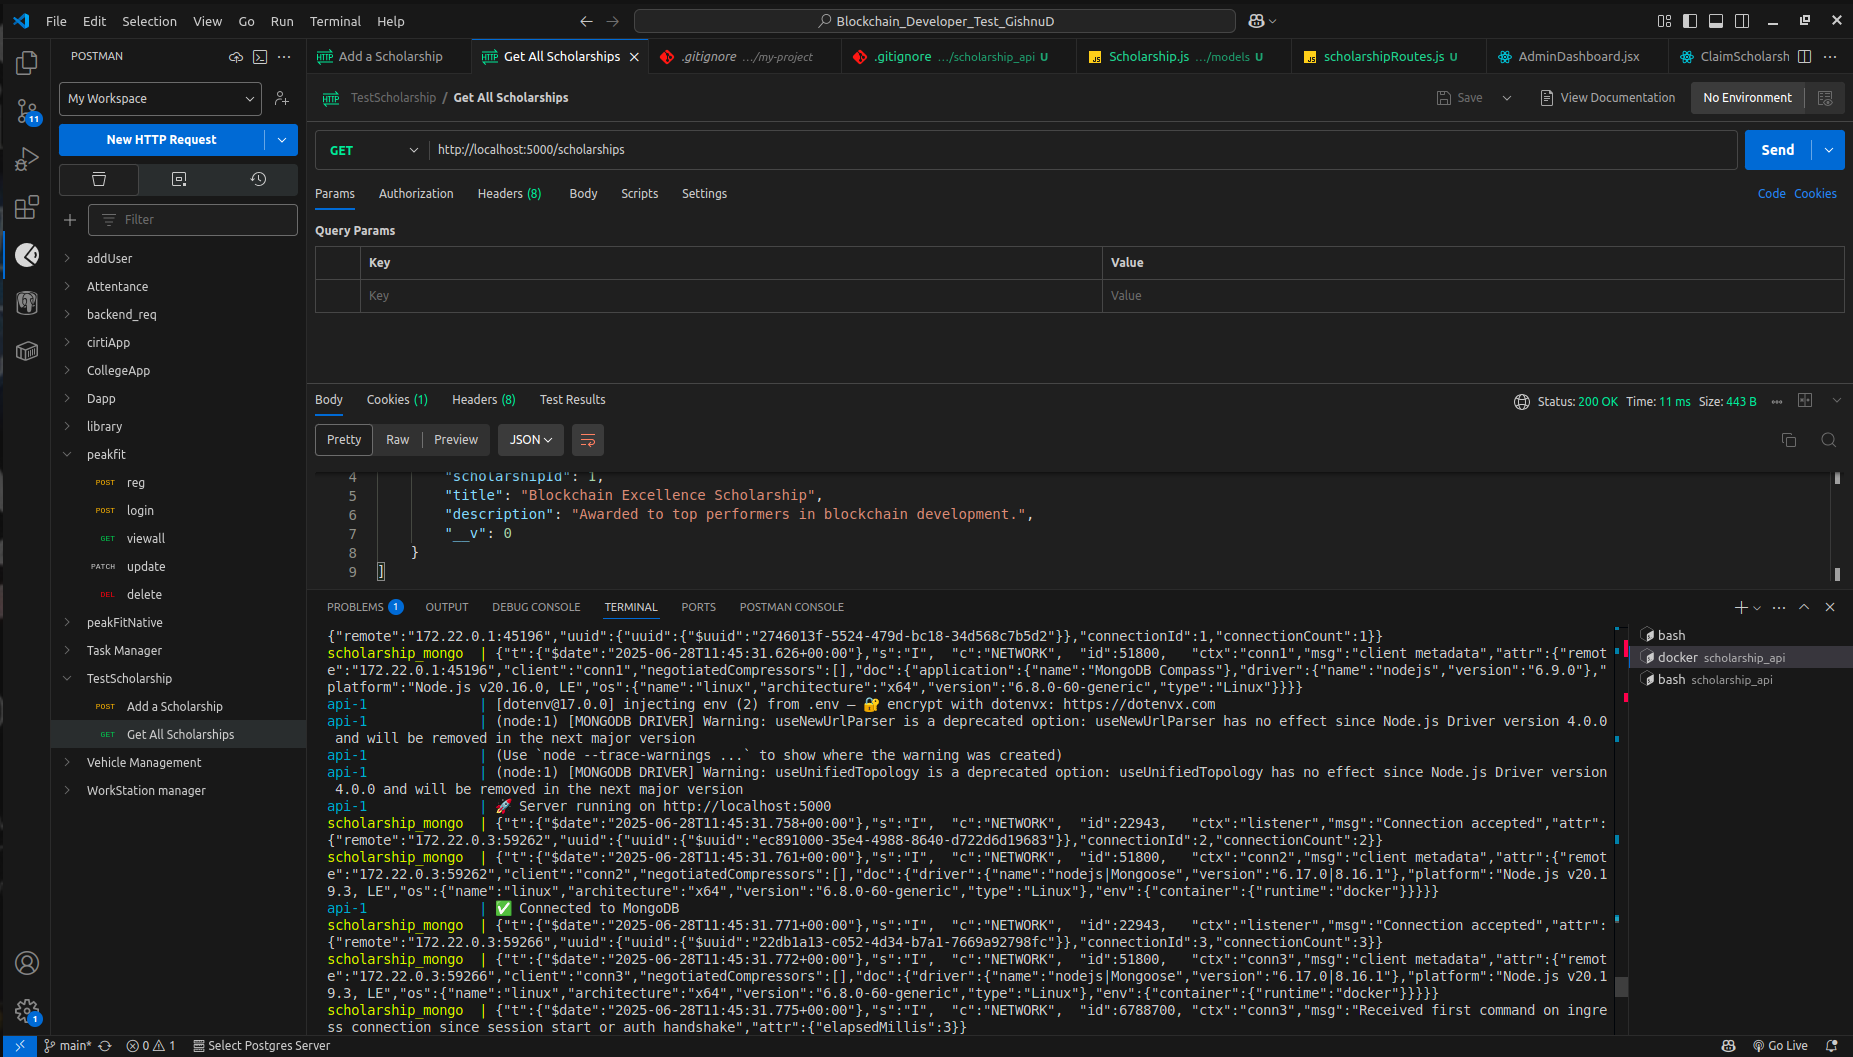 File Edit Selection View Go Run Terminal Help
Blockchain_Developer_Test_GishnuD
POSTMAN
Add a Scholarship
Get All Scholarships
.gitignore .../my-project
.gitignore .../scholarship_api U
Scholarship.js .../models U
scholarshipRoutes.js U
AdminDashboard.jsx
ClaimScholarsh
My Workspace
New HTTP Request
Filter
addUser
Attentance
backend_req
cirtiApp
CollegeApp
Dapp
library
peakfit
POST reg
POST login
GET viewall
PATCH update
DEL delete
peakFitNative
Task Manager
TestScholarship
POST Add a Scholarship
GET Get All Scholarships
Vehicle Management
WorkStation manager
11
1
HTTP TestScholarship / Get All Scholarships
Save
View Documentation
No Environment
GET http://localhost:5000/scholarships
Send
Params Authorization Headers (8) Body Scripts Settings
Code Cookies
Query Params
Key Value
Key Value
Body Cookies (1) Headers (8) Test Results
Status: 200 OK Time: 11 ms Size: 443 B
Pretty Raw Preview JSON
4 "scholarshipId": 1,
5 "title": "Blockchain Excellence Scholarship",
6 "description": "Awarded to top performers in blockchain development.",
7 "__v": 0
8 }
9 ]
PROBLEMS 1 OUTPUT DEBUG CONSOLE TERMINAL PORTS POSTMAN CONSOLE
{"remote":"172.22.0.1:45196","uuid":{"uuid":{"$uuid":"2746013f-5524-479d-bc18-34d568c7b5d2"}},"connectionId":1,"connectionCount":1}}
scholarship_mongo | {"t":{"$date":"2025-06-28T11:45:31.626+00:00"},"s":"I", "c":"NETWORK", "id":51800, "ctx":"conn1","msg":"client metadata","attr":{"remot
e":"172.22.0.1:45196","client":"conn1","negotiatedCompressors":[],"doc":{"application":{"name":"MongoDB Compass"},"driver":{"name":"nodejs","version":"6.9.0"},"
platform":"Node.js v20.16.0, LE","os":{"name":"linux","architecture":"x64","version":"6.8.0-60-generic","type":"Linux"}}}}
api-1 | [dotenv@17.0.0] injecting env (2) from .env – 🔐 encrypt with dotenvx: https://dotenvx.com
api-1 | (node:1) [MONGODB DRIVER] Warning: useNewUrlParser is a deprecated option: useNewUrlParser has no effect since Node.js Driver version 4.0.0
and will be removed in the next major version
api-1 | (Use `node --trace-warnings ...` to show where the warning was created)
api-1 | (node:1) [MONGODB DRIVER] Warning: useUnifiedTopology is a deprecated option: useUnifiedTopology has no effect since Node.js Driver version
4.0.0 and will be removed in the next major version
api-1 | 🚀 Server running on http://localhost:5000
scholarship_mongo | {"t":{"$date":"2025-06-28T11:45:31.758+00:00"},"s":"I", "c":"NETWORK", "id":22943, "ctx":"listener","msg":"Connection accepted","attr":
{"remote":"172.22.0.3:59262","uuid":{"uuid":{"$uuid":"ec891000-35e4-4988-8640-d722d6d19683"}},"connectionId":2,"connectionCount":2}}
scholarship_mongo | {"t":{"$date":"2025-06-28T11:45:31.761+00:00"},"s":"I", "c":"NETWORK", "id":51800, "ctx":"conn2","msg":"client metadata","attr":{"remot
e":"172.22.0.3:59262","client":"conn2","negotiatedCompressors":[],"doc":{"driver":{"name":"nodejs|Mongoose","version":"6.17.0|8.16.1"},"platform":"Node.js v20.1
9.3, LE","os":{"name":"linux","architecture":"x64","version":"6.8.0-60-generic","type":"Linux"},"env":{"container":{"runtime":"docker"}}}}}
api-1 | ✅ Connected to MongoDB
scholarship_mongo | {"t":{"$date":"2025-06-28T11:45:31.771+00:00"},"s":"I", "c":"NETWORK", "id":22943, "ctx":"listener","msg":"Connection accepted","attr":
{"remote":"172.22.0.3:59266","uuid":{"uuid":{"$uuid":"22db1a13-c052-4d34-b7a1-7669a92798fc"}},"connectionId":3,"connectionCount":3}}
scholarship_mongo | {"t":{"$date":"2025-06-28T11:45:31.772+00:00"},"s":"I", "c":"NETWORK", "id":51800, "ctx":"conn3","msg":"client metadata","attr":{"remot
e":"172.22.0.3:59266","client":"conn3","negotiatedCompressors":[],"doc":{"driver":{"name":"nodejs|Mongoose","version":"6.17.0|8.16.1"},"platform":"Node.js v20.1
9.3, LE","os":{"name":"linux","architecture":"x64","version":"6.8.0-60-generic","type":"Linux"},"env":{"container":{"runtime":"docker"}}}}}
scholarship_mongo | {"t":{"$date":"2025-06-28T11:45:31.775+00:00"},"s":"I", "c":"NETWORK", "id":6788700, "ctx":"conn3","msg":"Received first command on ingre
ss connection since session start or auth handshake","attr":{"elapsedMillis":3}}
bash
docker scholarship_api
bash scholarship_api
main* 0 1 Select Postgres Server
Go Live